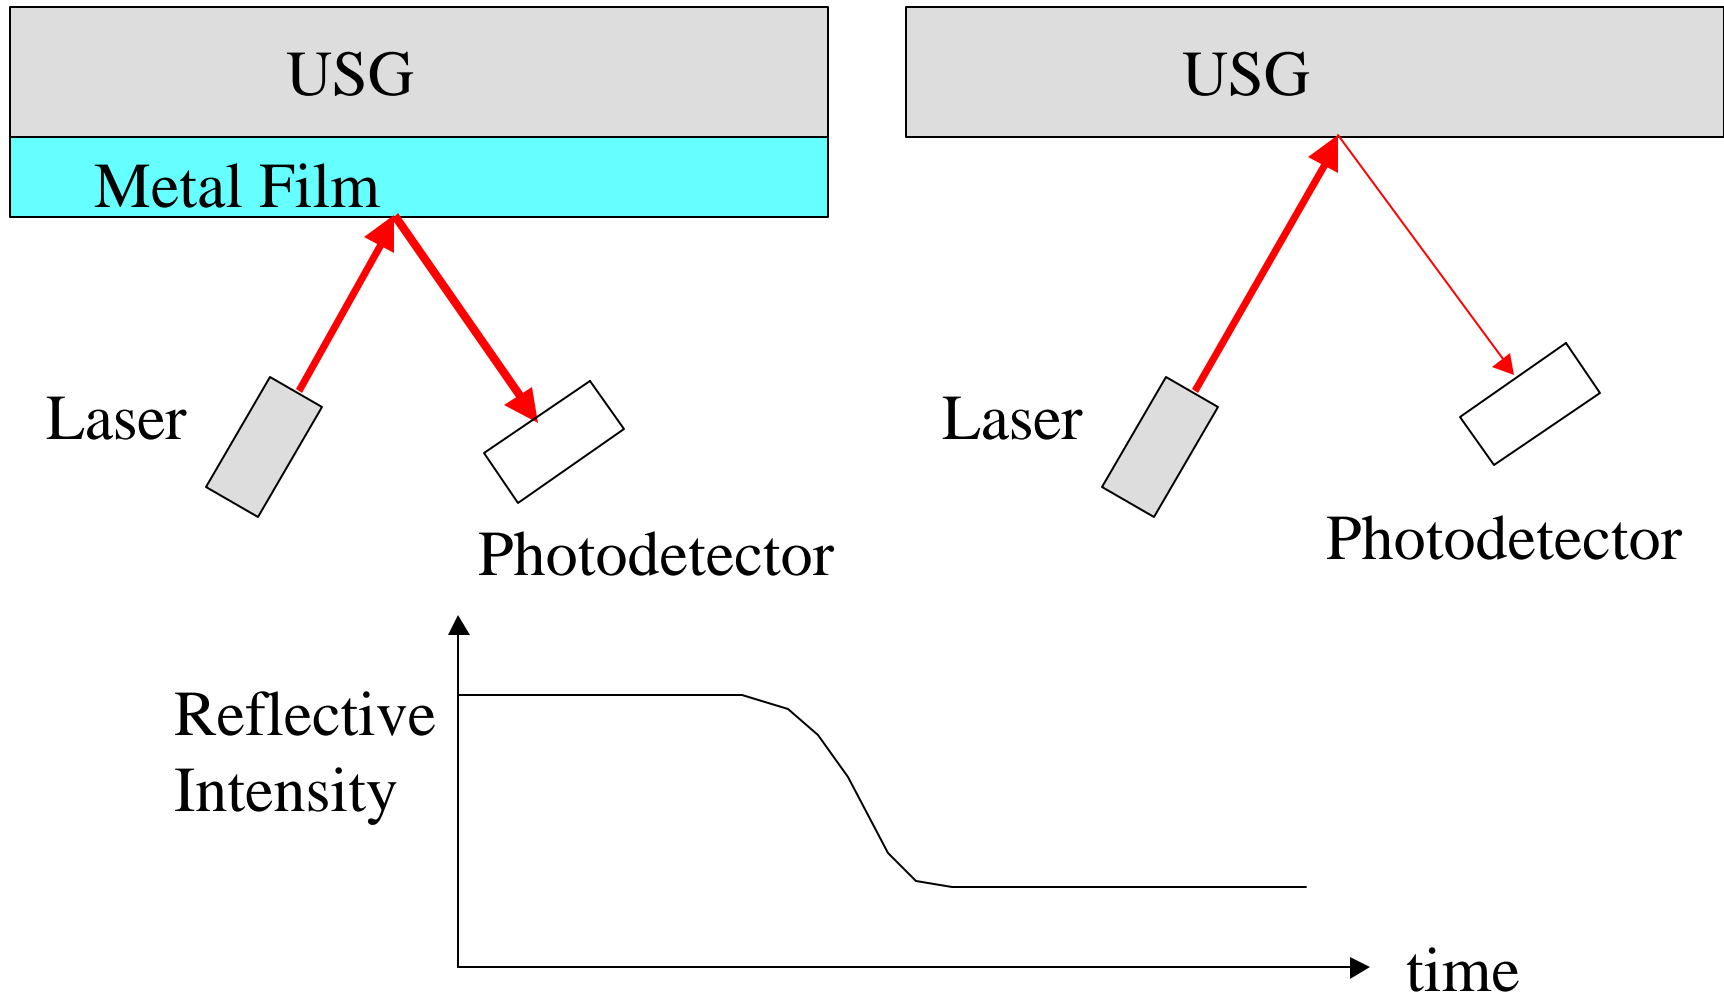 USG
Metal Film
Laser
Photodetector
USG
Laser
Photodetector
Reflective
Intensity
time